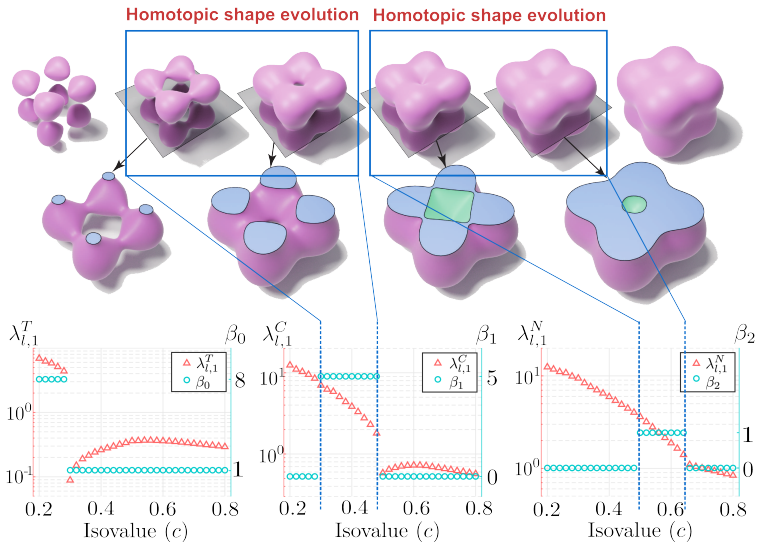 Homotopic shape evolution
Homotopic shape evolution
λ^T_{l,1} β_0
λ^T_{l,1}
β_0
10^0
10^{-1}
8
1
0.2 0.4 0.6 0.8
Isovalue (c)
λ^C_{l,1} β_1
λ^C_{l,1}
β_1
10^1
10^0
5
0
0.2 0.4 0.6 0.8
Isovalue (c)
λ^N_{l,1} β_2
λ^N_{l,1}
β_2
10^1
10^0
1
0
0.2 0.4 0.6 0.8
Isovalue (c)